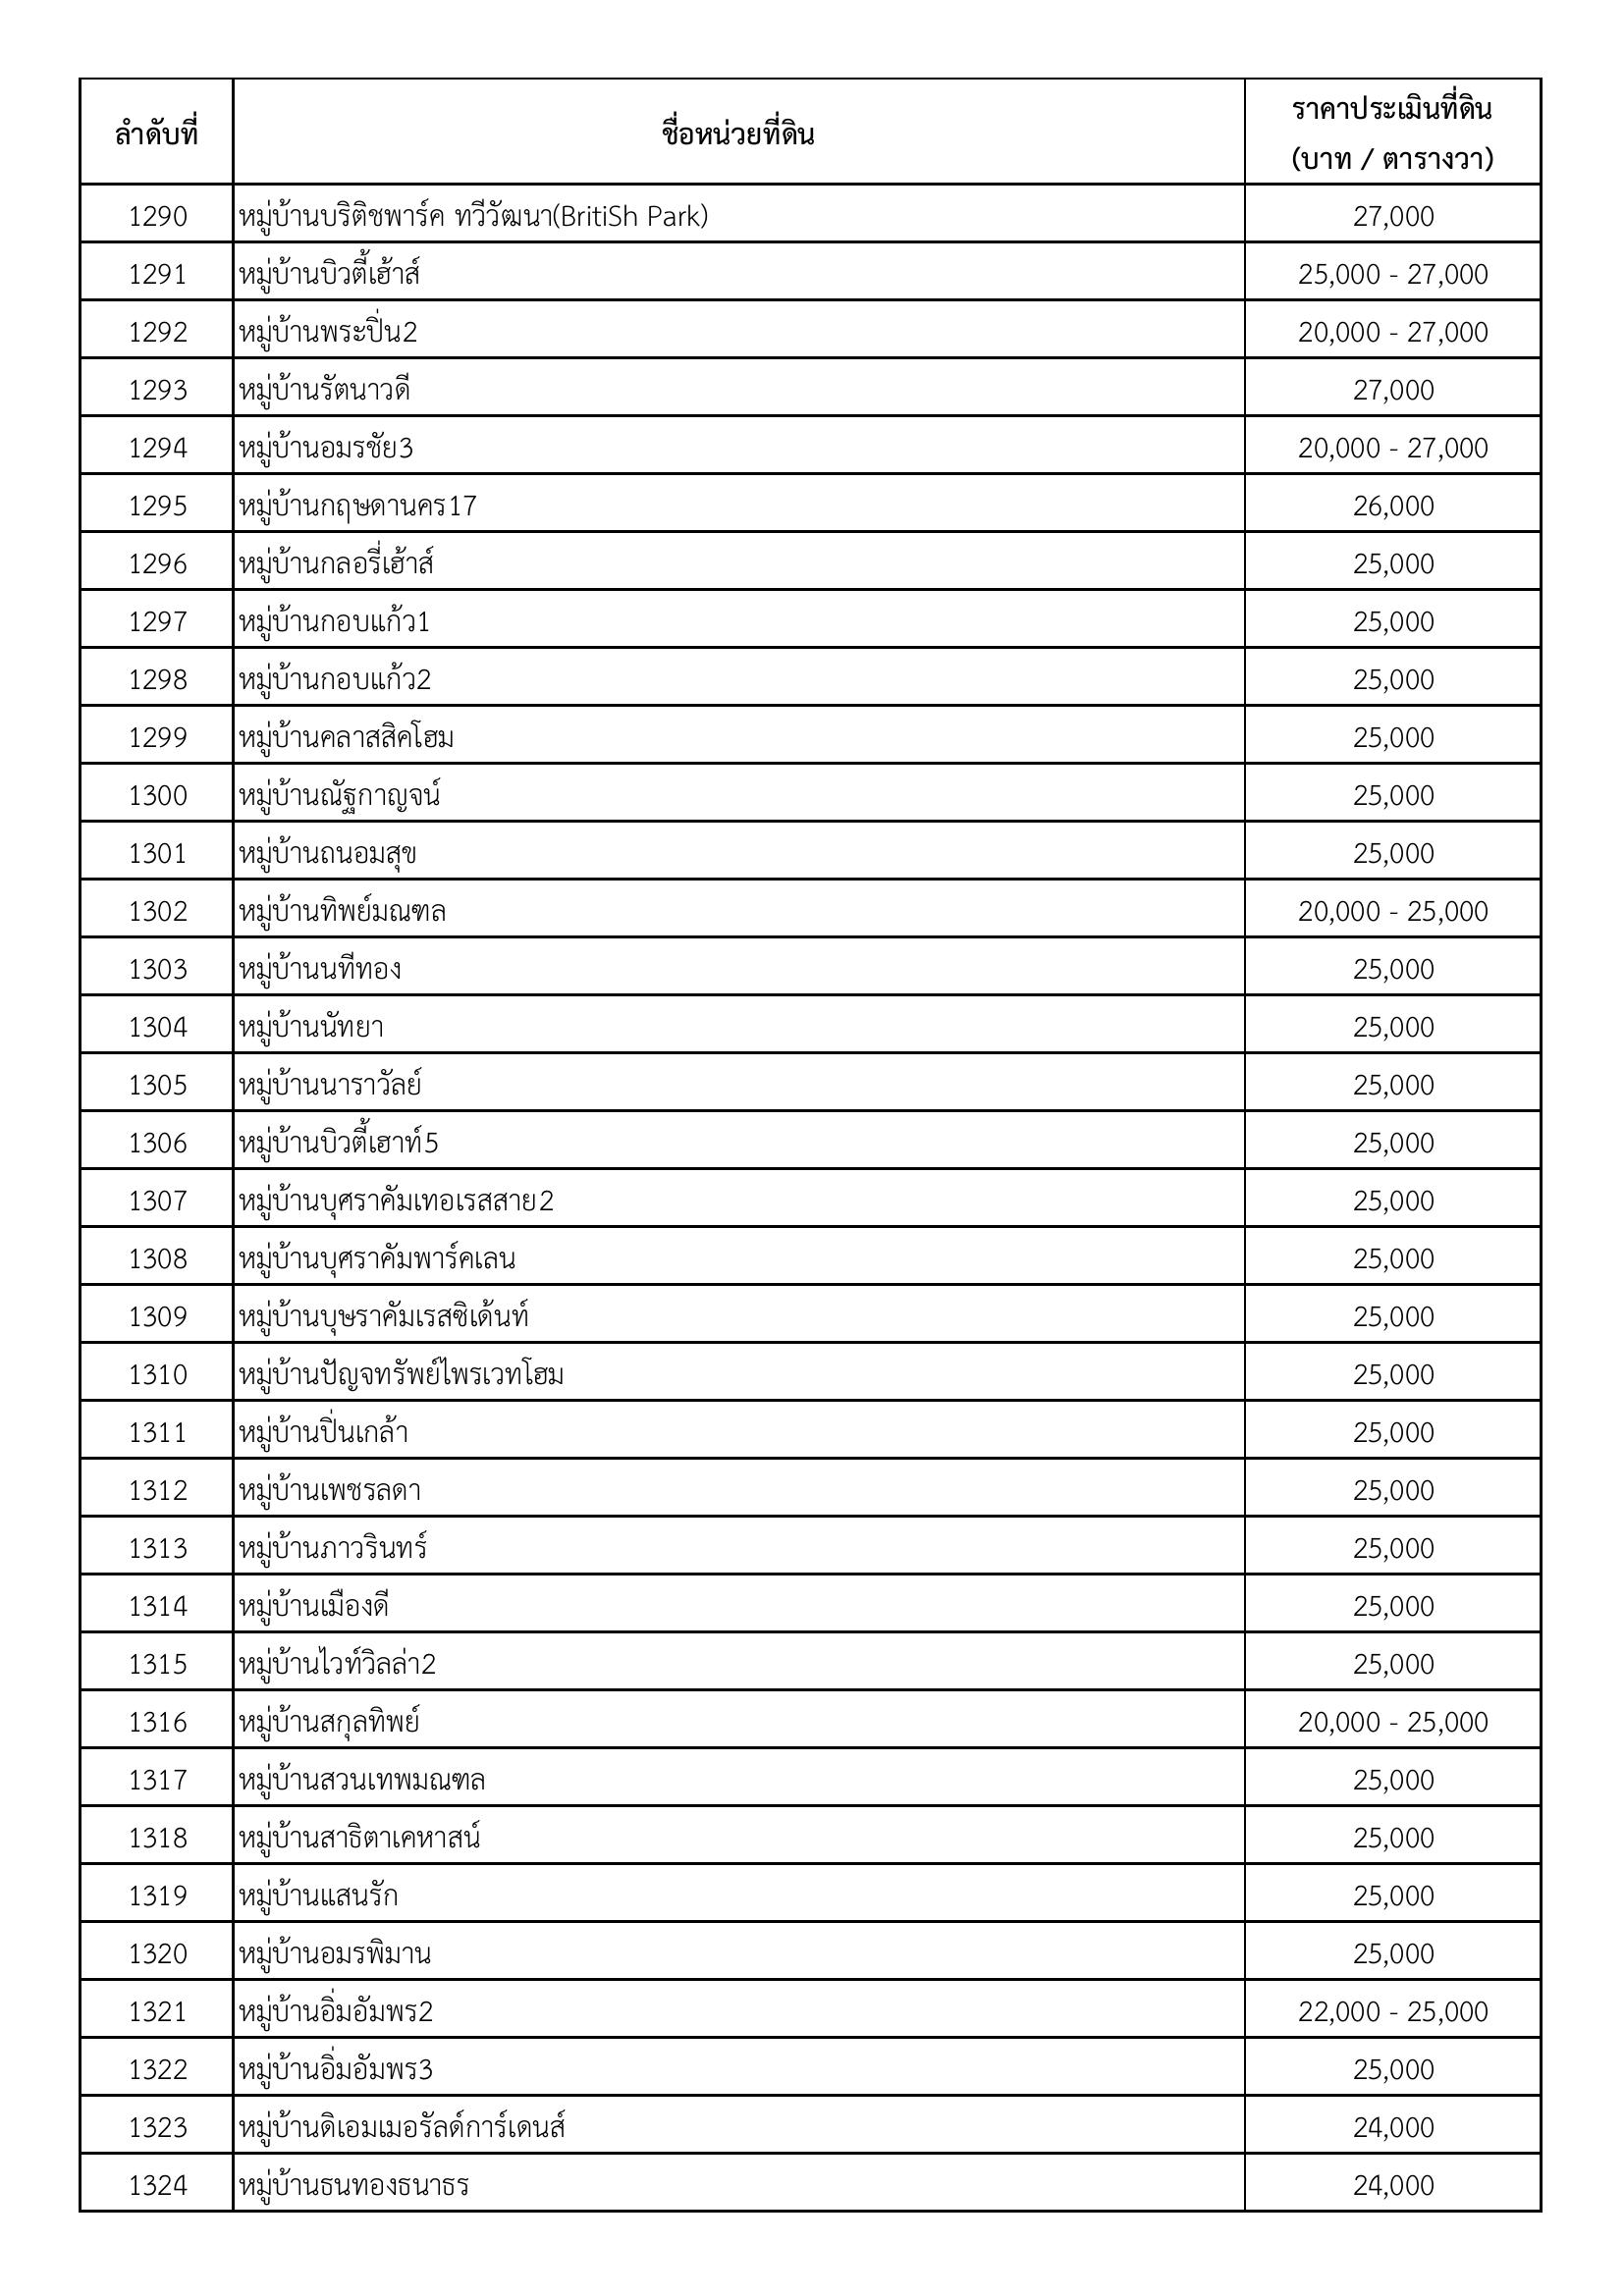 ลำดับที่ ชื่อหน่วยที่ดิน ราคาประเมินที่ดิน
(บาท / ตารางวา)
1290 หมู่บ้านบริติชพาร์ค ทวีวัฒนา(BritiSh Park) 27,000
1291 หมู่บ้านบิวตี้เฮ้าส์ 25,000 - 27,000
1292 หมู่บ้านพระปิ่น2 20,000 - 27,000
1293 หมู่บ้านรัตนาวดี 27,000
1294 หมู่บ้านอมรชัย3 20,000 - 27,000
1295 หมู่บ้านกฤษดานคร17 26,000
1296 หมู่บ้านกลอรี่เฮ้าส์ 25,000
1297 หมู่บ้านกอบแก้ว1 25,000
1298 หมู่บ้านกอบแก้ว2 25,000
1299 หมู่บ้านคลาสสิคโฮม 25,000
1300 หมู่บ้านณัฐกาญจน์ 25,000
1301 หมู่บ้านถนอมสุข 25,000
1302 หมู่บ้านทิพย์มณฑล 20,000 - 25,000
1303 หมู่บ้านนทีทอง 25,000
1304 หมู่บ้านนัทยา 25,000
1305 หมู่บ้านนาราวัลย์ 25,000
1306 หมู่บ้านบิวตี้เฮาท์5 25,000
1307 หมู่บ้านบุศราคัมเทอเรสสาย2 25,000
1308 หมู่บ้านบุศราคัมพาร์คเลน 25,000
1309 หมู่บ้านบุษราคัมเรสซิเด้นท์ 25,000
1310 หมู่บ้านปัญจทรัพย์ไพรเวทโฮม 25,000
1311 หมู่บ้านปิ่นเกล้า 25,000
1312 หมู่บ้านเพชรลดา 25,000
1313 หมู่บ้านภาวรินทร์ 25,000
1314 หมู่บ้านเมืองดี 25,000
1315 หมู่บ้านไวท์วิลล่า2 25,000
1316 หมู่บ้านสกุลทิพย์ 20,000 - 25,000
1317 หมู่บ้านสวนเทพมณฑล 25,000
1318 หมู่บ้านสาธิตาเคหาสน์ 25,000
1319 หมู่บ้านแสนรัก 25,000
1320 หมู่บ้านอมรพิมาน 25,000
1321 หมู่บ้านอิ่มอัมพร2 22,000 - 25,000
1322 หมู่บ้านอิ่มอัมพร3 25,000
1323 หมู่บ้านดิเอมเมอรัลด์การ์เดนส์ 24,000
1324 หมู่บ้านธนทองธนาธร 24,000